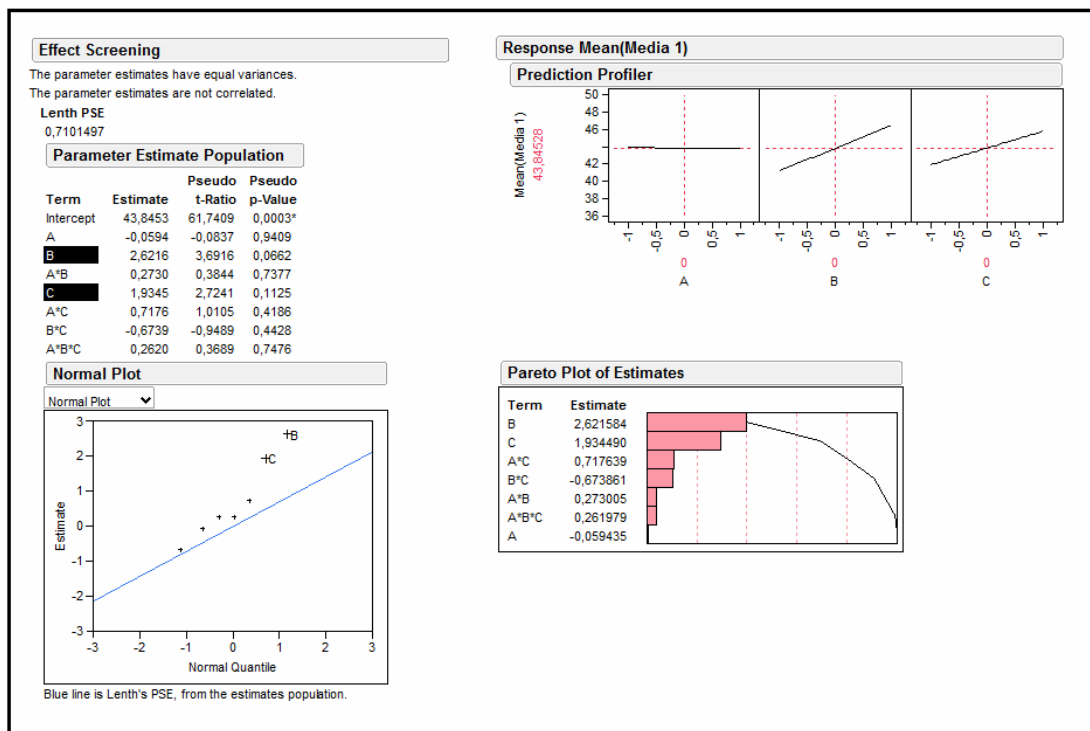 Effect Screening
The parameter estimates have equal variances.
The parameter estimates are not correlated.
Lenth PSE
0,7101497
Parameter Estimate Population
Term Estimate Pseudo t-Ratio Pseudo p-Value
Intercept 43,8453 61,7409 0,0003*
A -0,0594 -0,0837 0,9409
B 2,6216 3,6916 0,0662
A*B 0,2730 0,3844 0,7377
C 1,9345 2,7241 0,1125
A*C 0,7176 1,0105 0,4186
B*C -0,6739 -0,9489 0,4428
A*B*C 0,2620 0,3689 0,7476
Normal Plot
Normal Plot
3
2
1
0
-1
-2
-3
Estimate
B
C
-3 -2 -1 0 1 2 3
Normal Quantile
Blue line is Lenth's PSE, from the estimates population.
Response Mean(Media 1)
Prediction Profiler
Mean(Media 1)
43,84528
50
48
46
44
42
40
38
36
-1 -0,5 0 0,5 1 -1 -0,5 0 0,5 1 -1 -0,5 0 0,5 1
0 0 0
A B C
Pareto Plot of Estimates
Term Estimate
B 2,621584
C 1,934490
A*C 0,717639
B*C -0,673861
A*B 0,273005
A*B*C 0,261979
A -0,059435